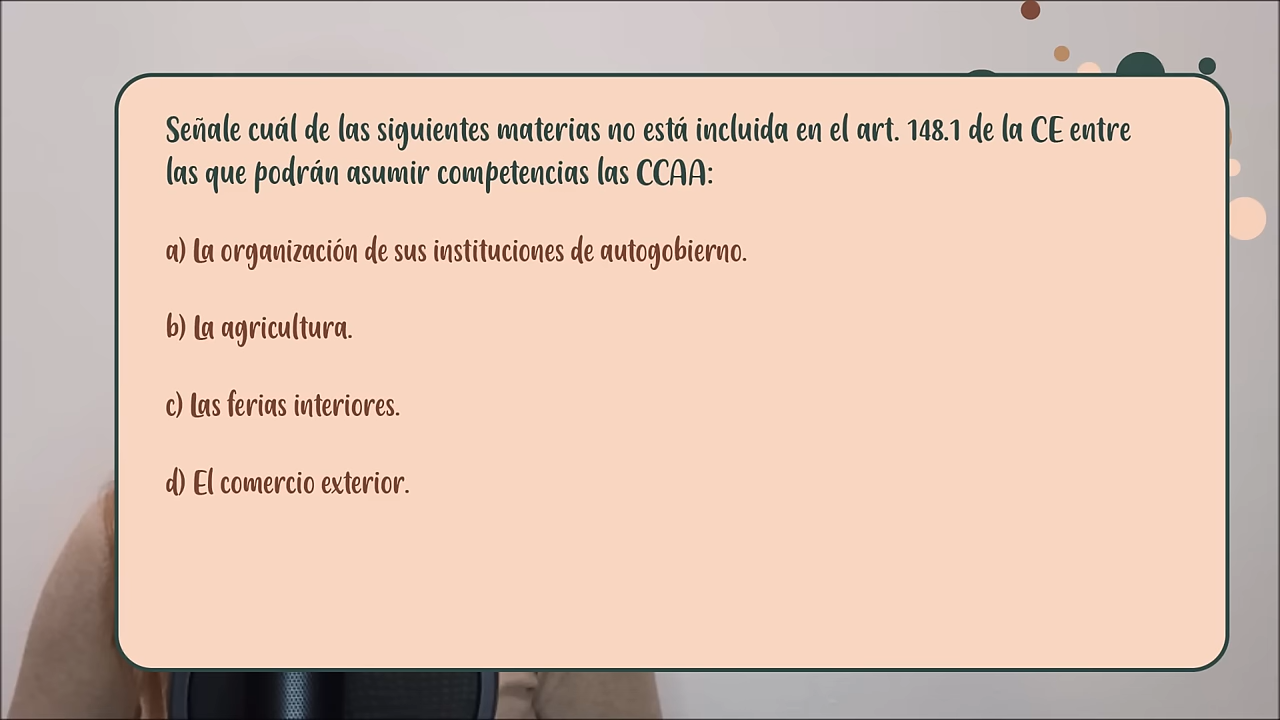 Señale cuál de las siguientes materias no está incluida en el art. 148.1 de la CE entre
las que podrán asumir competencias las CCAA:
a) La organización de sus instituciones de autogobierno.
b) La agricultura.
c) Las ferias interiores.
d) El comercio exterior.